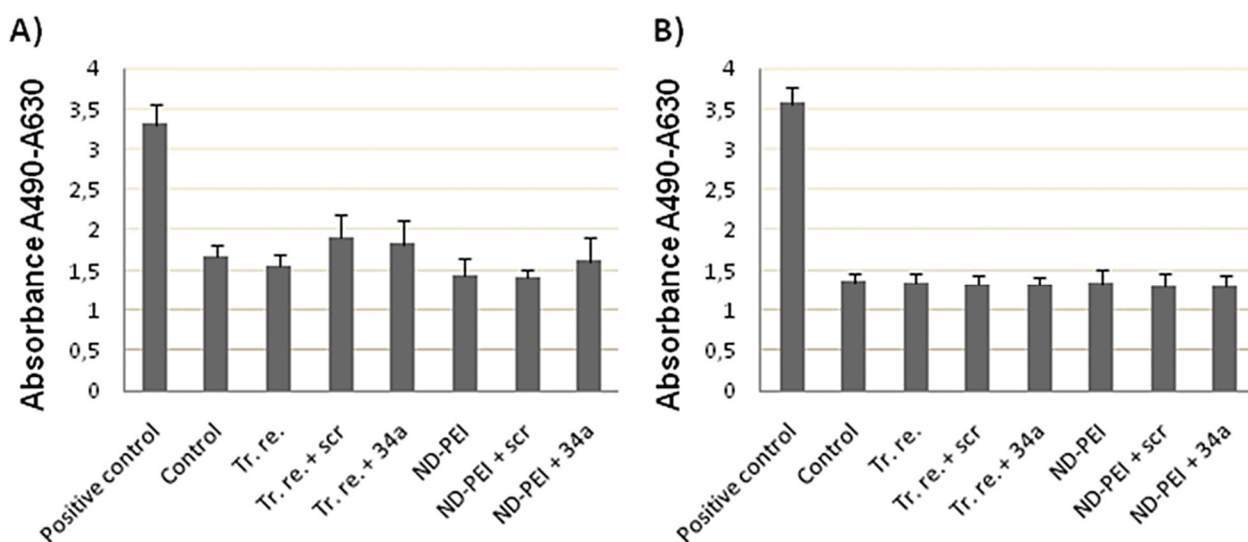 A)
Absorbance A490-A630
4
3,5
3
2,5
2
1,5
1
0,5
0
Positive control
Control
Tr. re.
Tr. re. + scr
Tr. re. + 34a
ND-PEI
ND-PEI + scr
ND-PEI + 34a
B)
Absorbance A490-A630
4
3,5
3
2,5
2
1,5
1
0,5
0
Positive control
Control
Tr. re.
Tr. re. + scr
Tr. re. + 34a
ND-PEI
ND-PEI + scr
ND-PEI + 34a